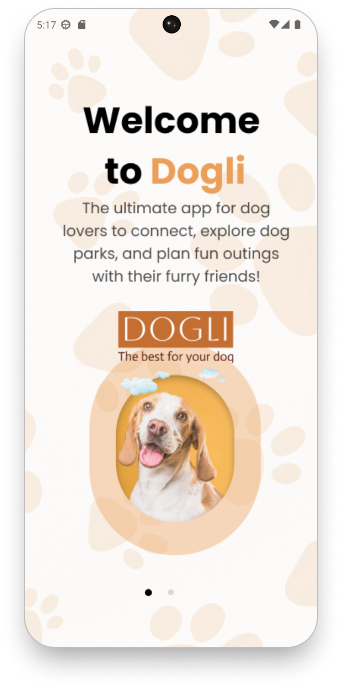 5:17
Welcome
to Dogli
The ultimate app for dog
lovers to connect, explore dog
parks, and plan fun outings
with their furry friends!
DOGLI
The best for your dog